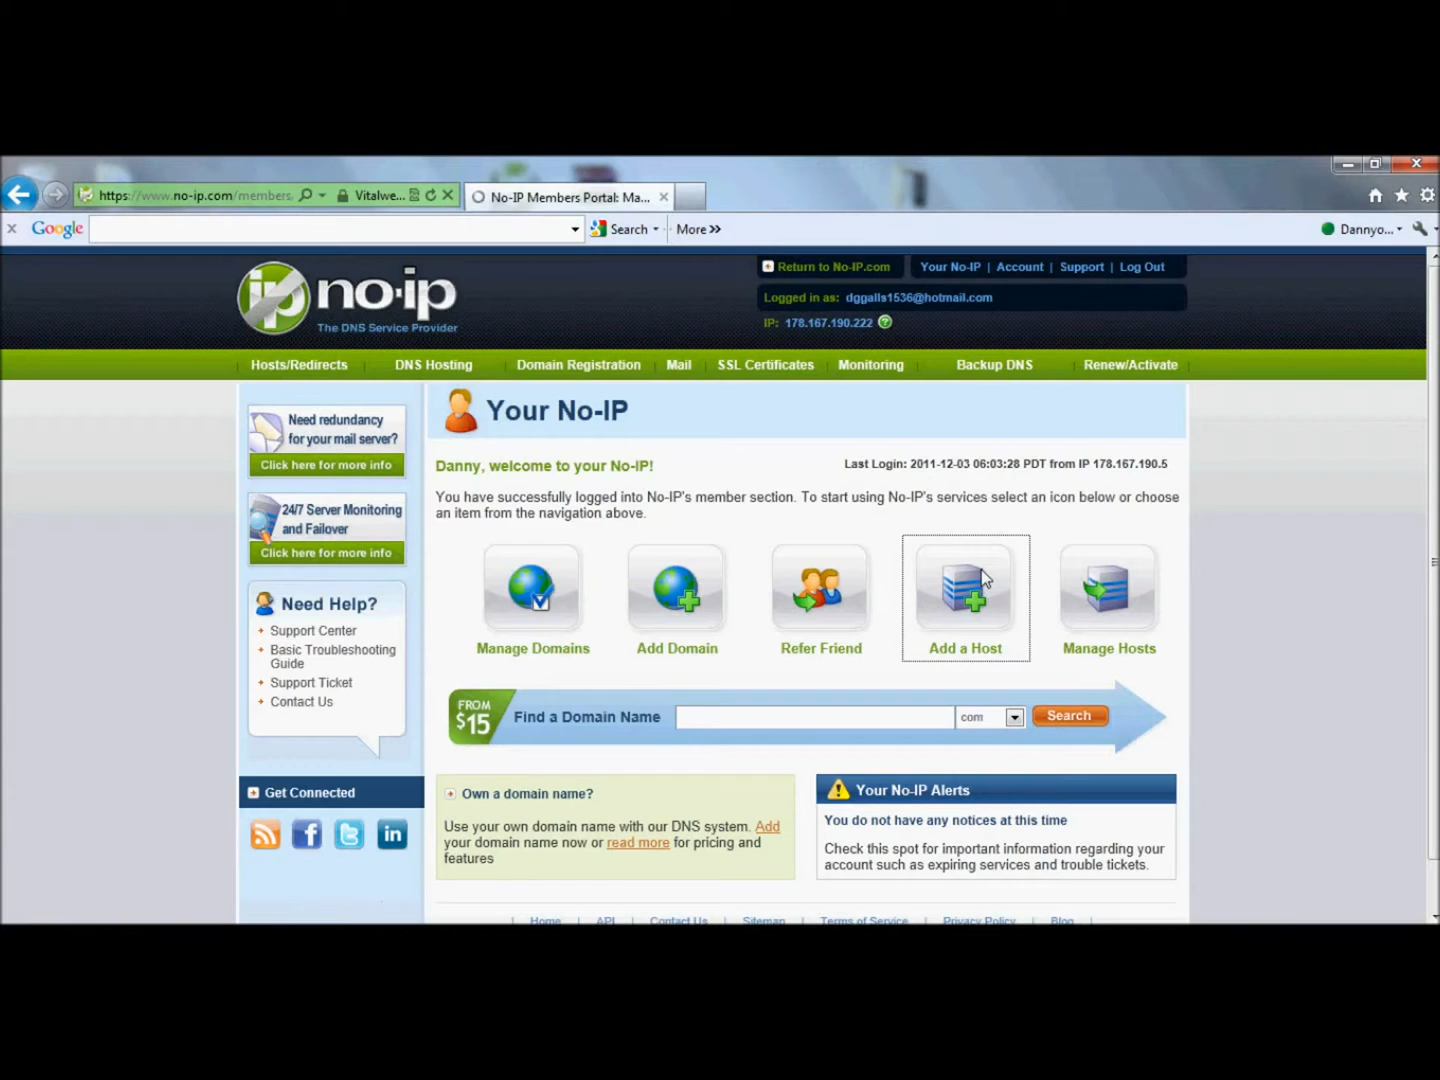 https://www.no-ip.com/members. Vitalwe... No-IP Members Portal: Ma...
Google Search More >> Dannyo...
Return to No-IP.com Your No-IP | Account | Support | Log Out
no-ip
The DNS Service Provider
Logged in as: dggalls1536@hotmail.com
IP: 178.167.190.222
Hosts/Redirects DNS Hosting Domain Registration Mail SSL Certificates Monitoring Backup DNS Renew/Activate
Need redundancy
for your mail server?
Click here for more info
24/7 Server Monitoring
and Failover
Click here for more info
Need Help?
Support Center
Basic Troubleshooting
Guide
Support Ticket
Contact Us
Get Connected
Your No-IP
Danny, welcome to your No-IP! Last Login: 2011-12-03 06:03:28 PDT from IP 178.167.190.5
You have successfully logged into No-IP's member section. To start using No-IP's services select an icon below or choose
an item from the navigation above.
Manage Domains Add Domain Refer Friend Add a Host Manage Hosts
FROM
$15
Find a Domain Name com Search
Own a domain name?
Use your own domain name with our DNS system. Add
your domain name now or read more for pricing and
features
Your No-IP Alerts
You do not have any notices at this time
Check this spot for important information regarding your
account such as expiring services and trouble tickets.
Home | API | Contact Us | Sitemap | Terms of Service | Privacy Policy | Blog |